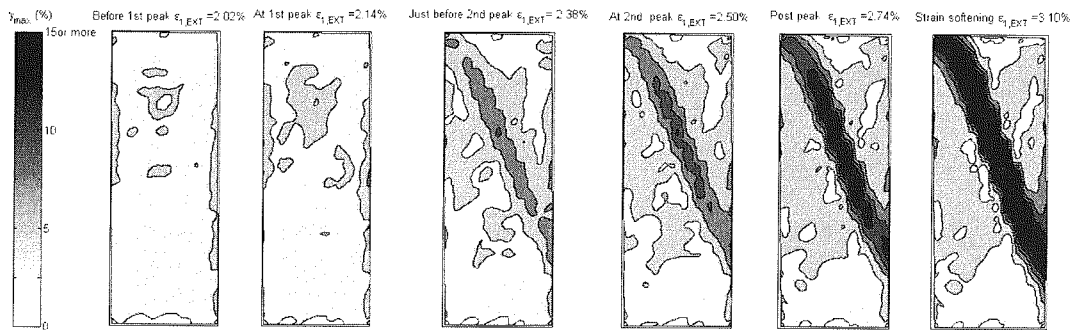 γmax. (%)
15or more
10
5
0
Before 1st peak ε1,EXT =2.02%
At 1st peak ε1,EXT =2.14%
Just before 2nd peak ε1,EXT =2.38%
At 2nd peak ε1,EXT =2.50%
Post peak ε1,EXT =2.74%
Strain softening ε1,EXT =3.10%